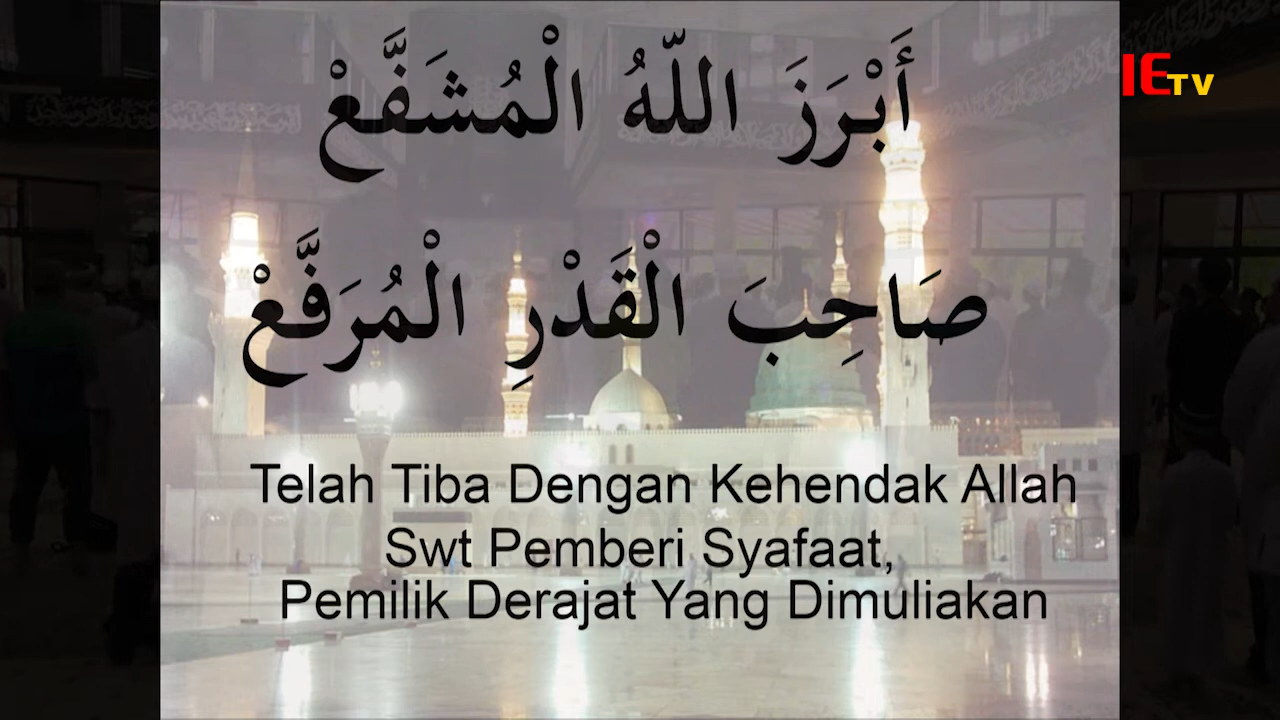 أَبْرَزَ اللّهُ الْمُشَفَّعْ
صَاحِبَ الْقَدْرِ الْمُرَفَّعْ
Telah Tiba Dengan Kehendak Allah
Swt Pemberi Syafaat,
Pemilik Derajat Yang Dimuliakan
IETV